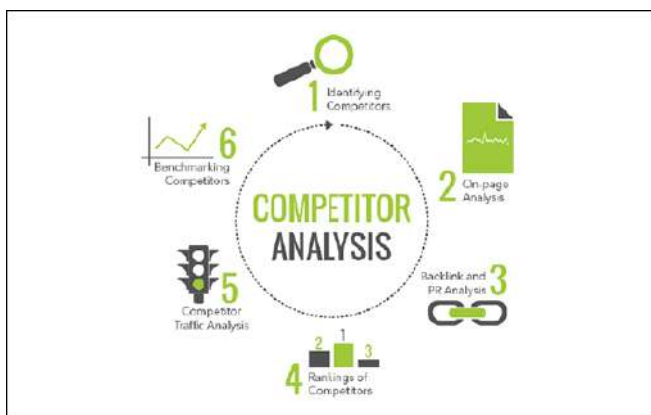 1
Identifying
Competitors
2
On-page
Analysis
Backlink and
PR Analysis
3
4
2
1
3
Rankings of
Competitors
5
Competitor
Traffic Analysis
6
Benchmarking
Competitors
COMPETITOR
ANALYSIS